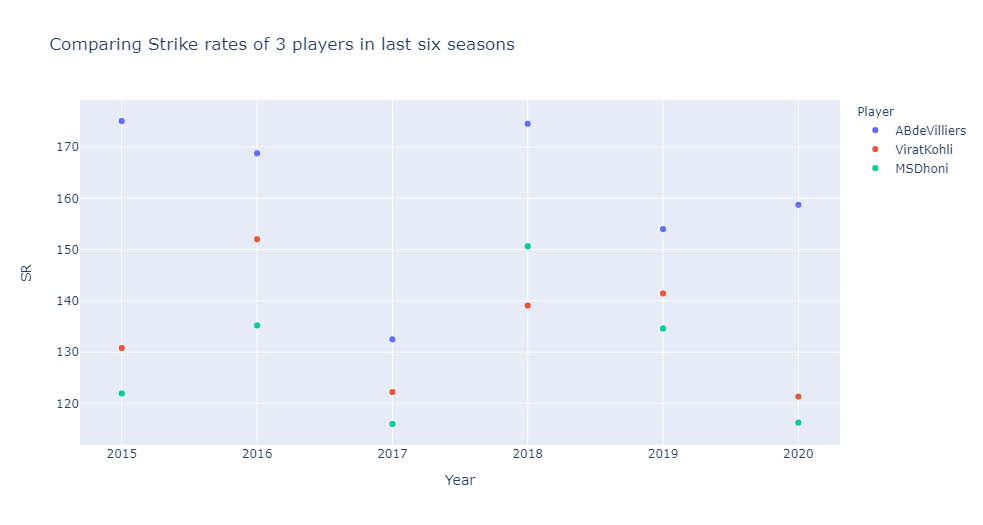 Comparing Strike rates of 3 players in last six seasons
Player
ABdeVilliers
ViratKohli
MSDhoni
170
160
150
140
130
120
SR
2015 2016 2017 2018 2019 2020
Year